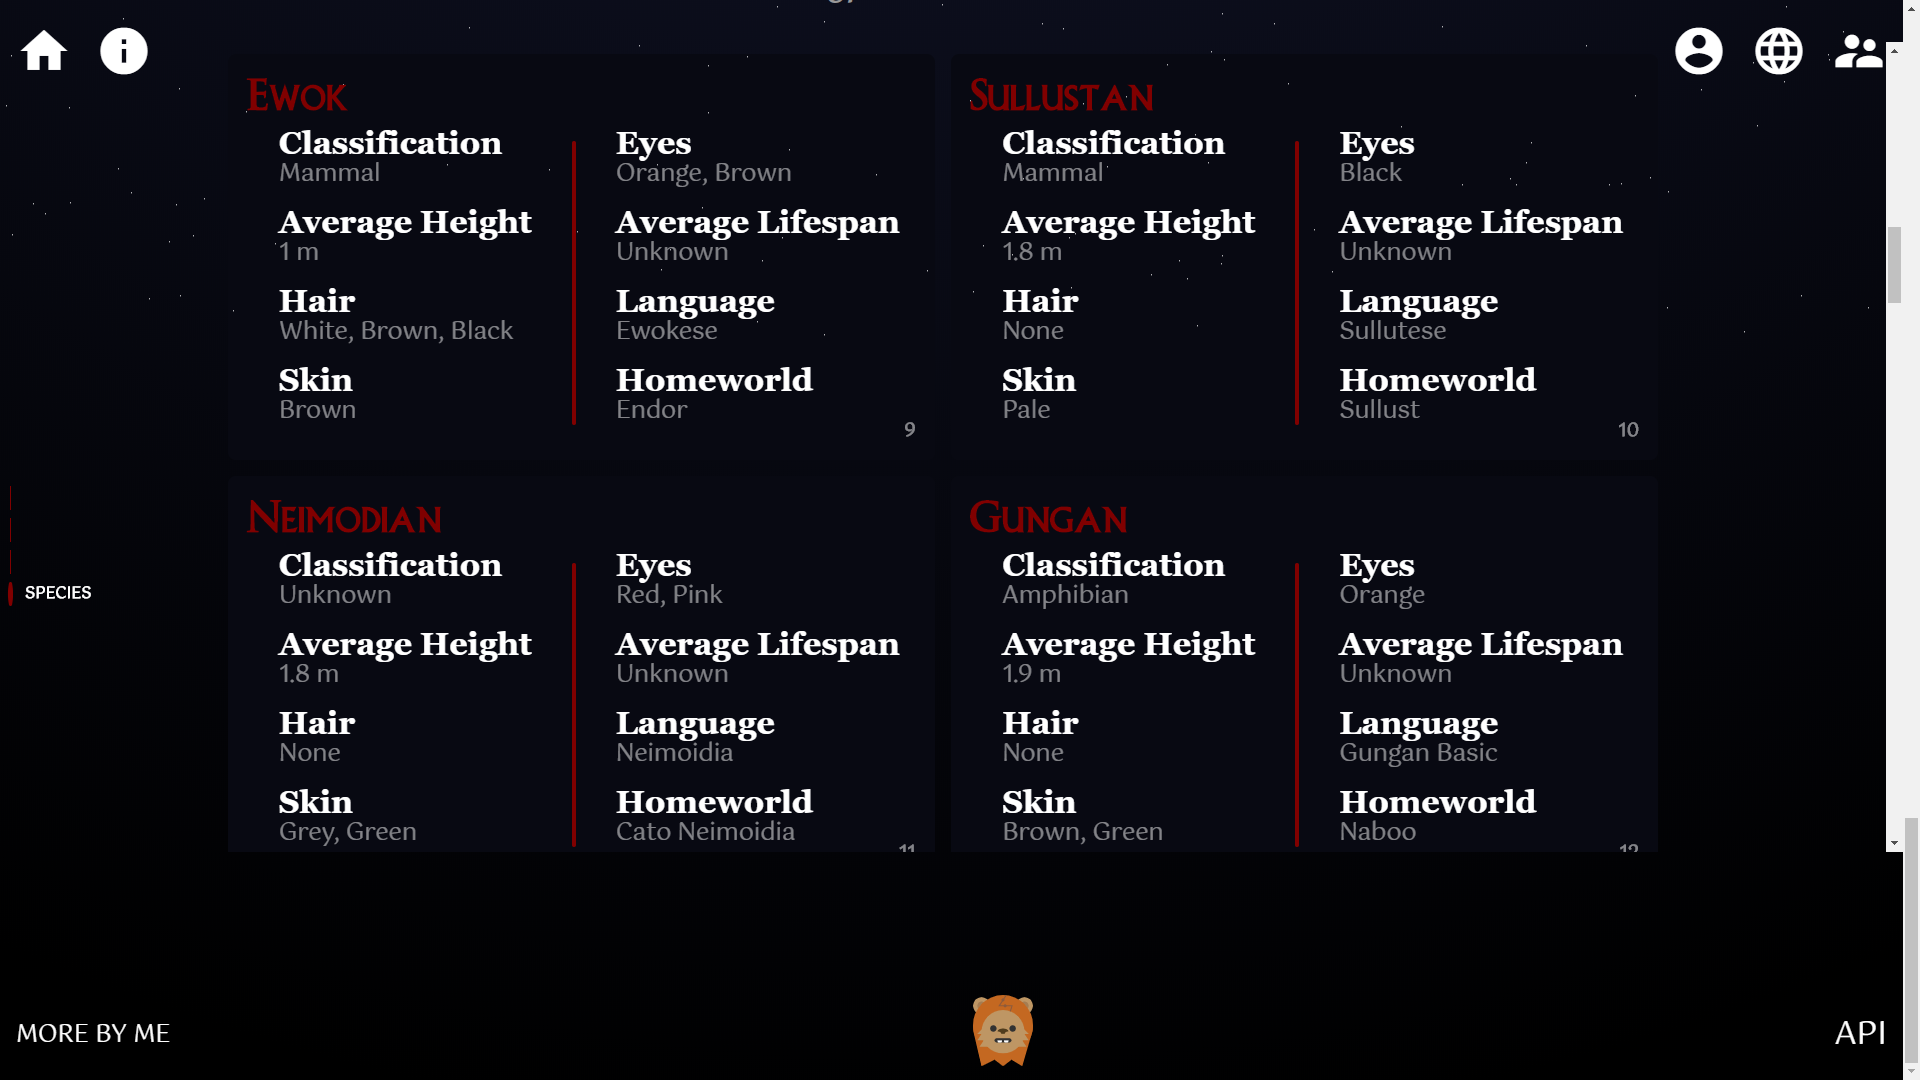 Ewok
Classification
Mammal
Average Height
1 m
Hair
White, Brown, Black
Skin
Brown
Eyes
Orange, Brown
Average Lifespan
Unknown
Language
Ewokese
Homeworld
Endor
9
Sullustan
Classification
Mammal
Average Height
1.8 m
Hair
None
Skin
Pale
Eyes
Black
Average Lifespan
Unknown
Language
Sullutese
Homeworld
Sullust
10
Neimodian
Classification
Unknown
Average Height
1.8 m
Hair
None
Skin
Grey, Green
Eyes
Red, Pink
Average Lifespan
Unknown
Language
Neimoidia
Homeworld
Cato Neimoidia
11
Gungan
Classification
Amphibian
Average Height
1.9 m
Hair
None
Skin
Brown, Green
Eyes
Orange
Average Lifespan
Unknown
Language
Gungan Basic
Homeworld
Naboo
12
SPECIES
MORE BY ME
API